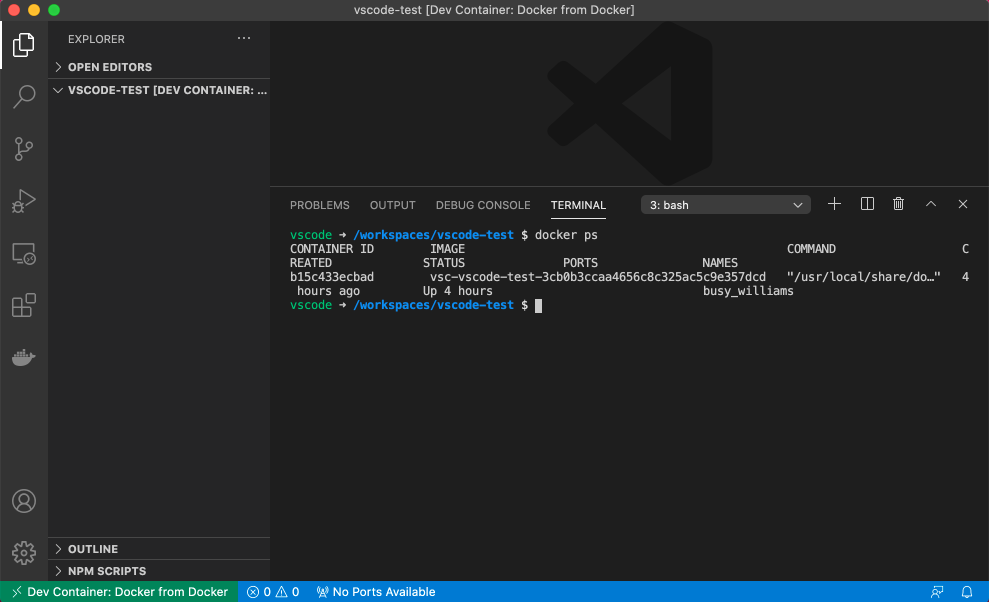 vscode-test [Dev Container: Docker from Docker]
EXPLORER
OPEN EDITORS
VSCODE-TEST [DEV CONTAINER: ...
PROBLEMS OUTPUT DEBUG CONSOLE TERMINAL 3: bash
vscode ➜ /workspaces/vscode-test $ docker ps
CONTAINER ID IMAGE COMMAND C
REATED STATUS PORTS NAMES
b15c433ecbad vsc-vscode-test-3cb0b3ccaa4656c8c325ac5c9e357dcd "/usr/local/share/do…" 4
hours ago Up 4 hours busy_williams
vscode ➜ /workspaces/vscode-test $
OUTLINE
NPM SCRIPTS
Dev Container: Docker from Docker 0 0 No Ports Available